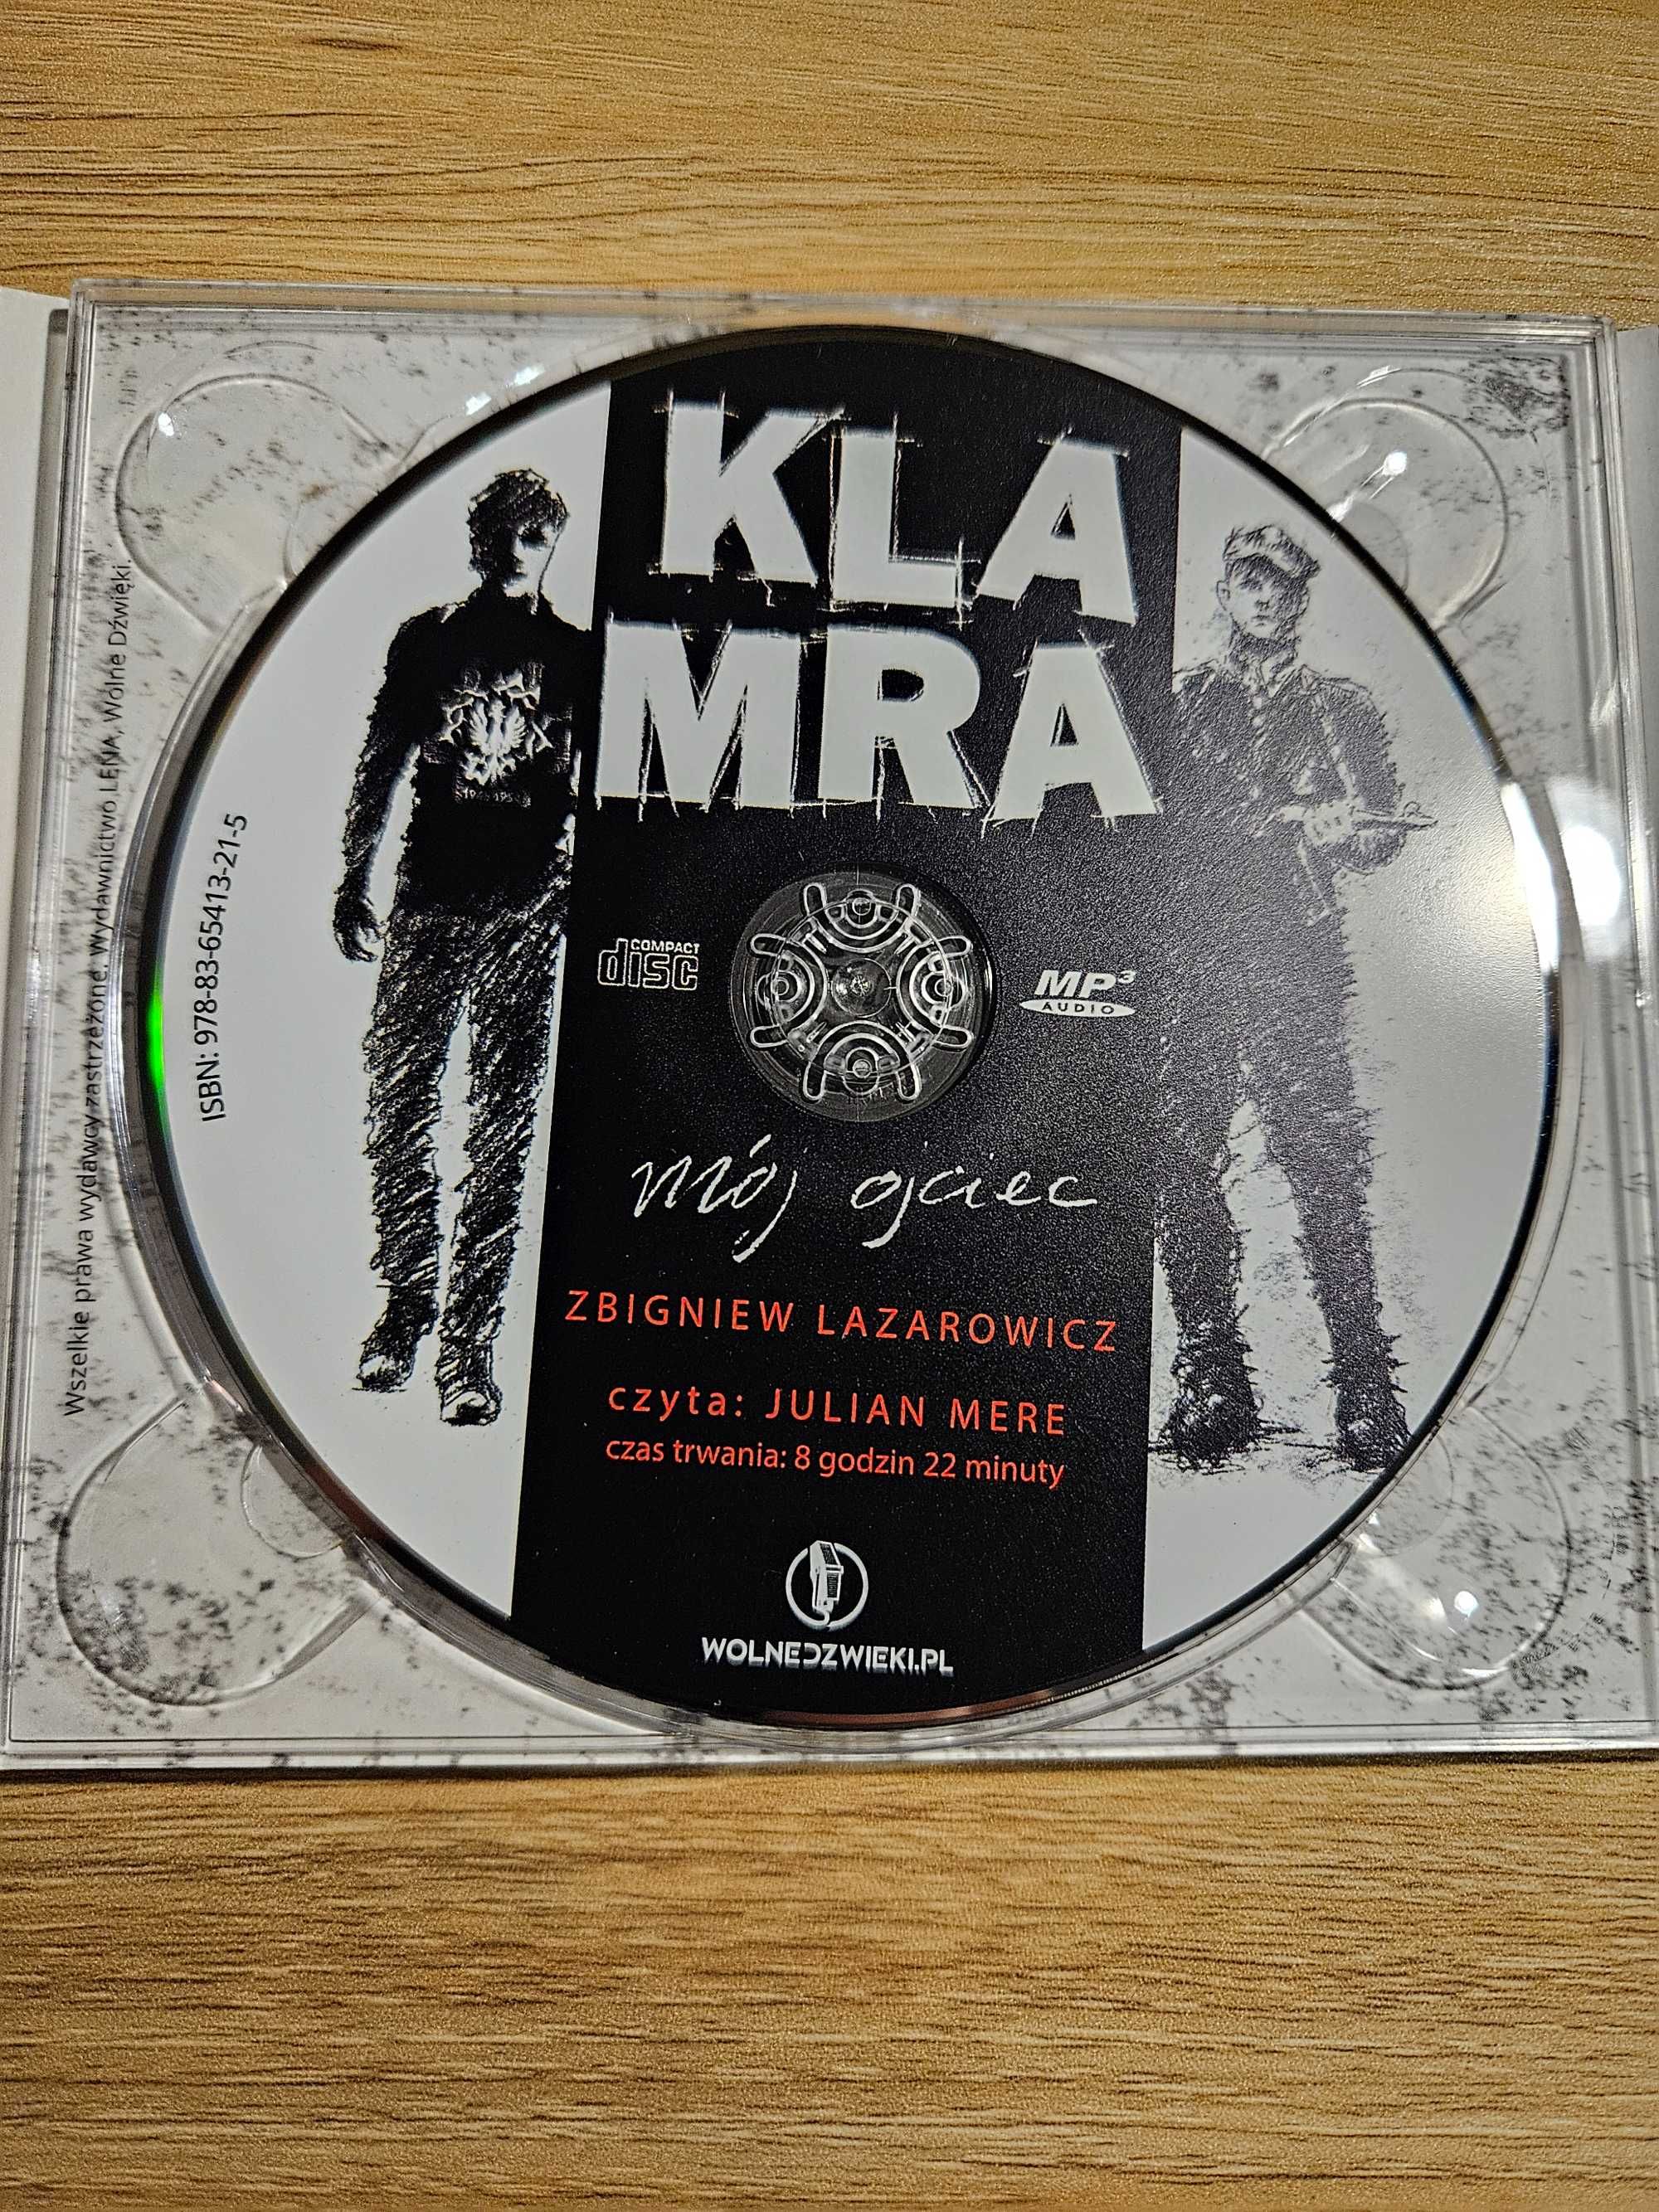 KLA
MRA
COMPACT
disc
MP3
AUDIO
mój ojciec
ZBIGNIEW LAZAROWICZ
czyta: JULIAN MERE
czas trwania: 8 godzin 22 minuty
WOLNEDZWIEKI.PL
ISBN: 978-83-65413-21-5
Wszelkie prawa wydawcy zastrzeżone. Wydawnictwo LENA, Wolne Dźwięki.